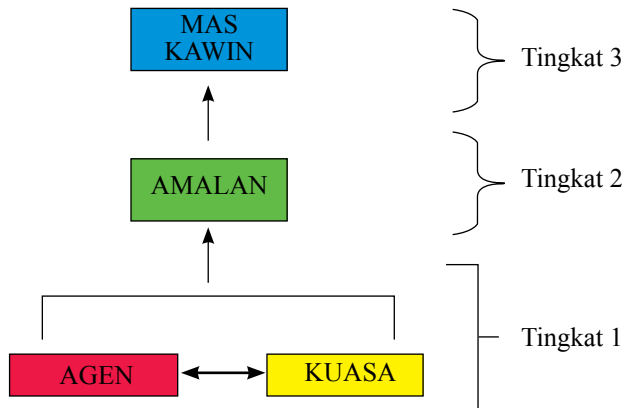 MAS
KAWIN
Tingkat 3
AMALAN
Tingkat 2
Tingkat 1
AGEN
KUASA